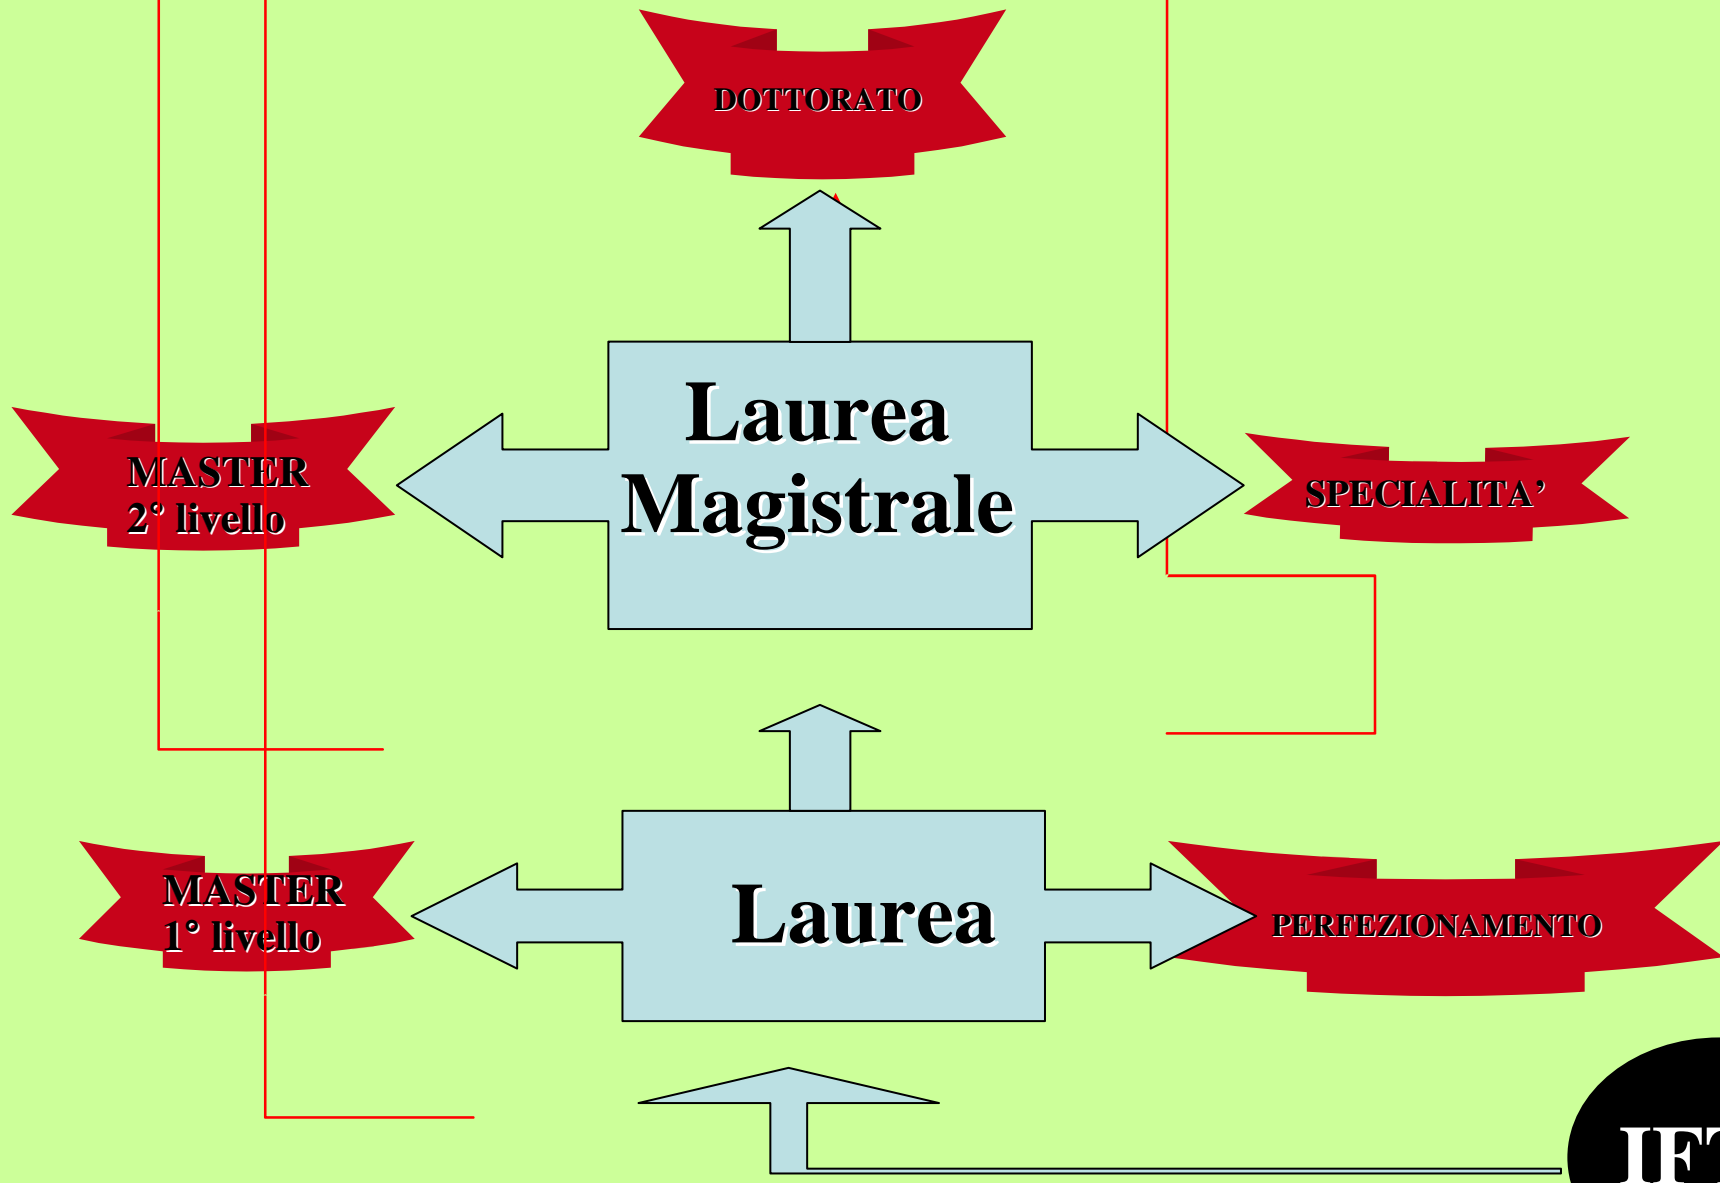 DOTTORATO
Laurea
Magistrale
MASTER
2° livello
SPECIALITA’
MASTER
1° livello
Laurea
PERFEZIONAMENTO